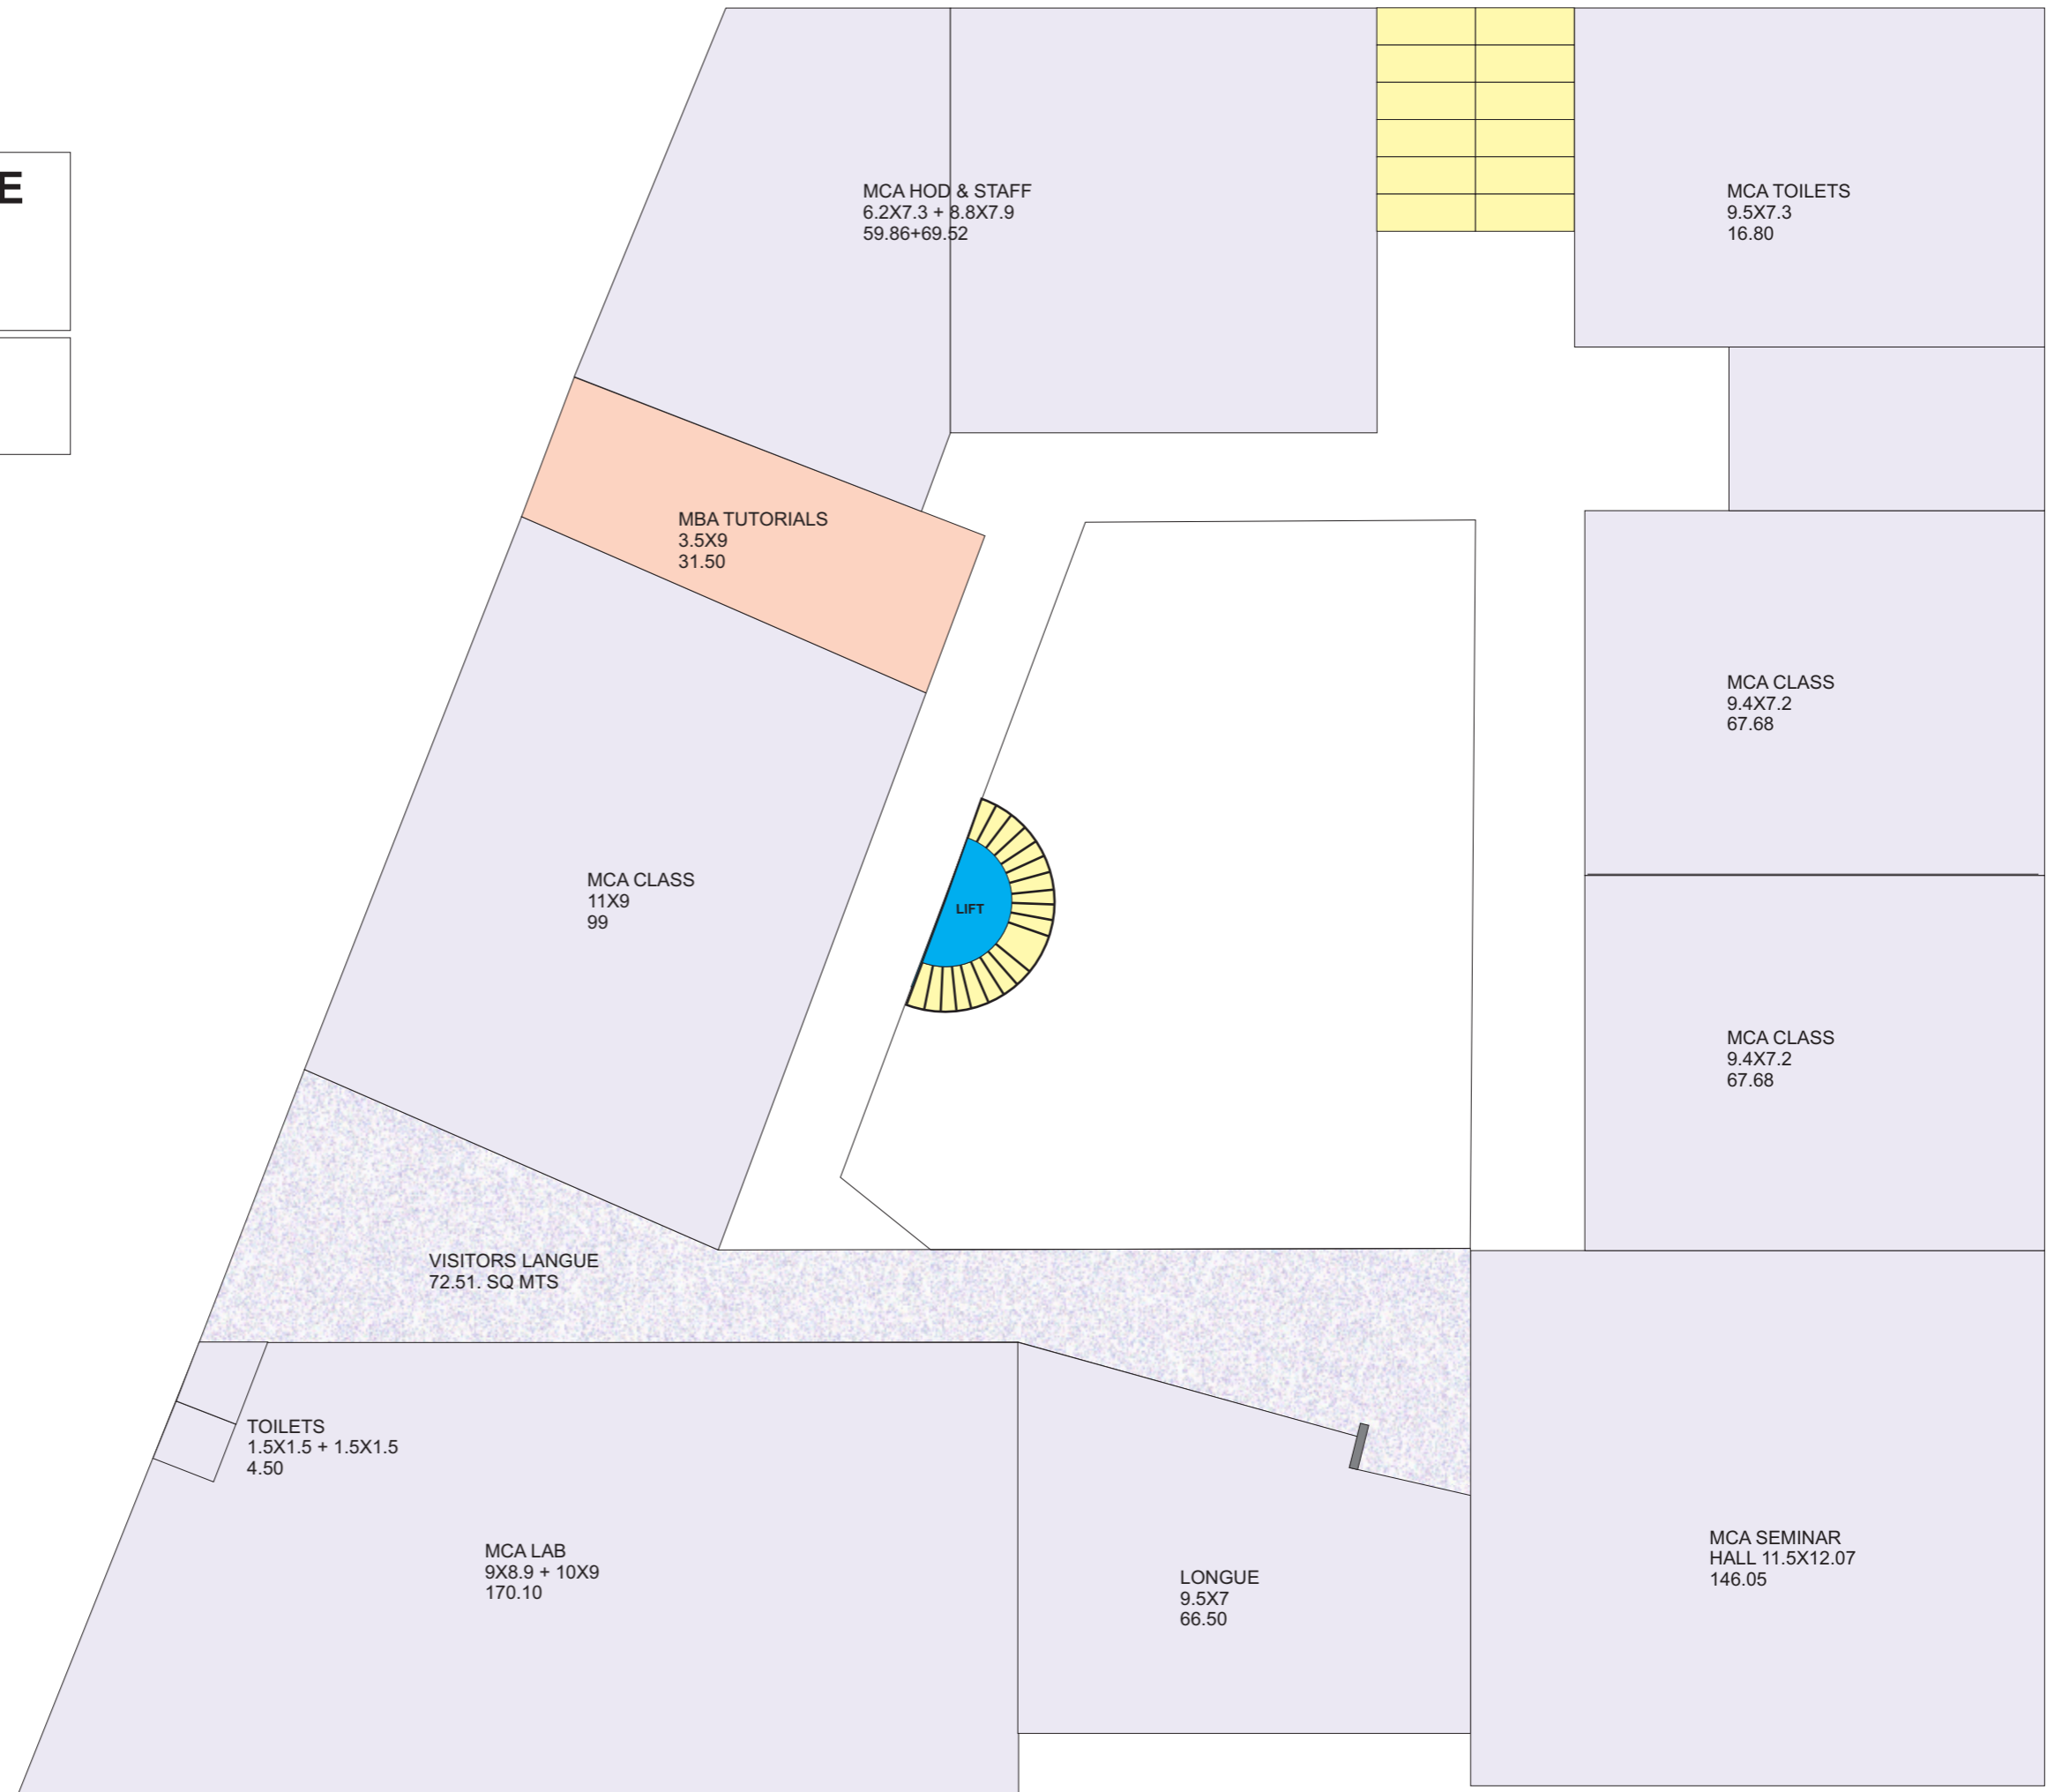 E
MCA HOD & STAFF
6.2X7.3 + 8.8X7.9
59.86+69.52
MCA TOILETS
9.5X7.3
16.80
MBA TUTORIALS
3.5X9
31.50
MCA CLASS
9.4X7.2
67.68
MCA CLASS
11X9
99
LIFT
MCA CLASS
9.4X7.2
67.68
VISITORS LANGUE
72.51. SQ MTS
TOILETS
1.5X1.5 + 1.5X1.5
4.50
MCA LAB
9X8.9 + 10X9
170.10
LONGUE
9.5X7
66.50
MCA SEMINAR
HALL 11.5X12.07
146.05